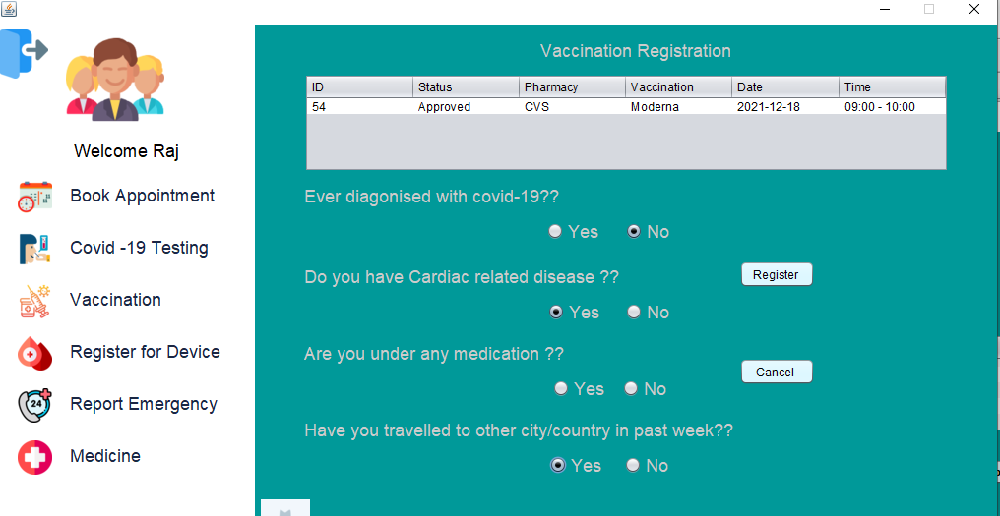 Vaccination Registration
ID Status Pharmacy Vaccination Date Time
54 Approved CVS Moderna 2021-12-18 09:00 - 10:00
Welcome Raj
Book Appointment
Covid -19 Testing
Vaccination
Register for Device
24
Report Emergency
Medicine
Ever diagonised with covid-19??
Yes No
Do you have Cardiac related disease ??
Register
Yes No
Are you under any medication ??
Cancel
Yes No
Have you travelled to other city/country in past week??
Yes No